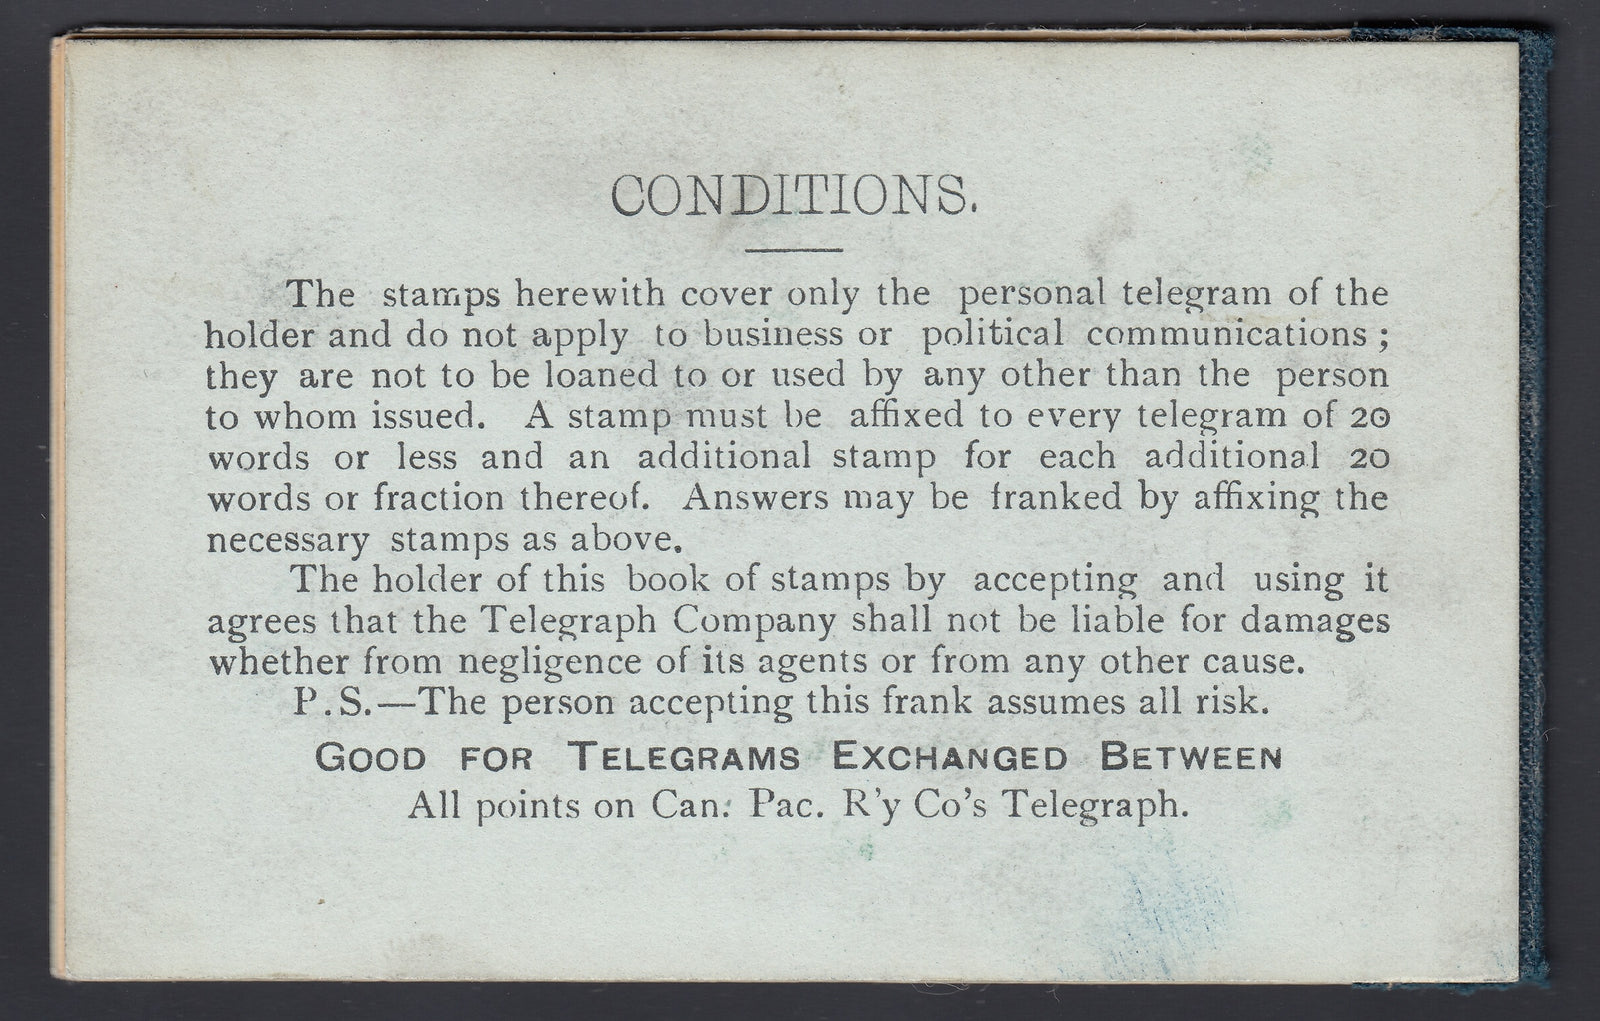 CONDITIONS.
The stamps herewith cover only the personal telegram of the
holder and do not apply to business or political communications ;
they are not to be loaned to or used by any other than the person
to whom issued. A stamp must be affixed to every telegram of 20
words or less and an additional stamp for each additional 20
words or fraction thereof. Answers may be franked by affixing the
necessary stamps as above.
The holder of this book of stamps by accepting and using it
agrees that the Telegraph Company shall not be liable for damages
whether from negligence of its agents or from any other cause.
P.S.—The person accepting this frank assumes all risk.
GOOD FOR TELEGRAMS EXCHANGED BETWEEN
All points on Can. Pac. R'y Co's Telegraph.